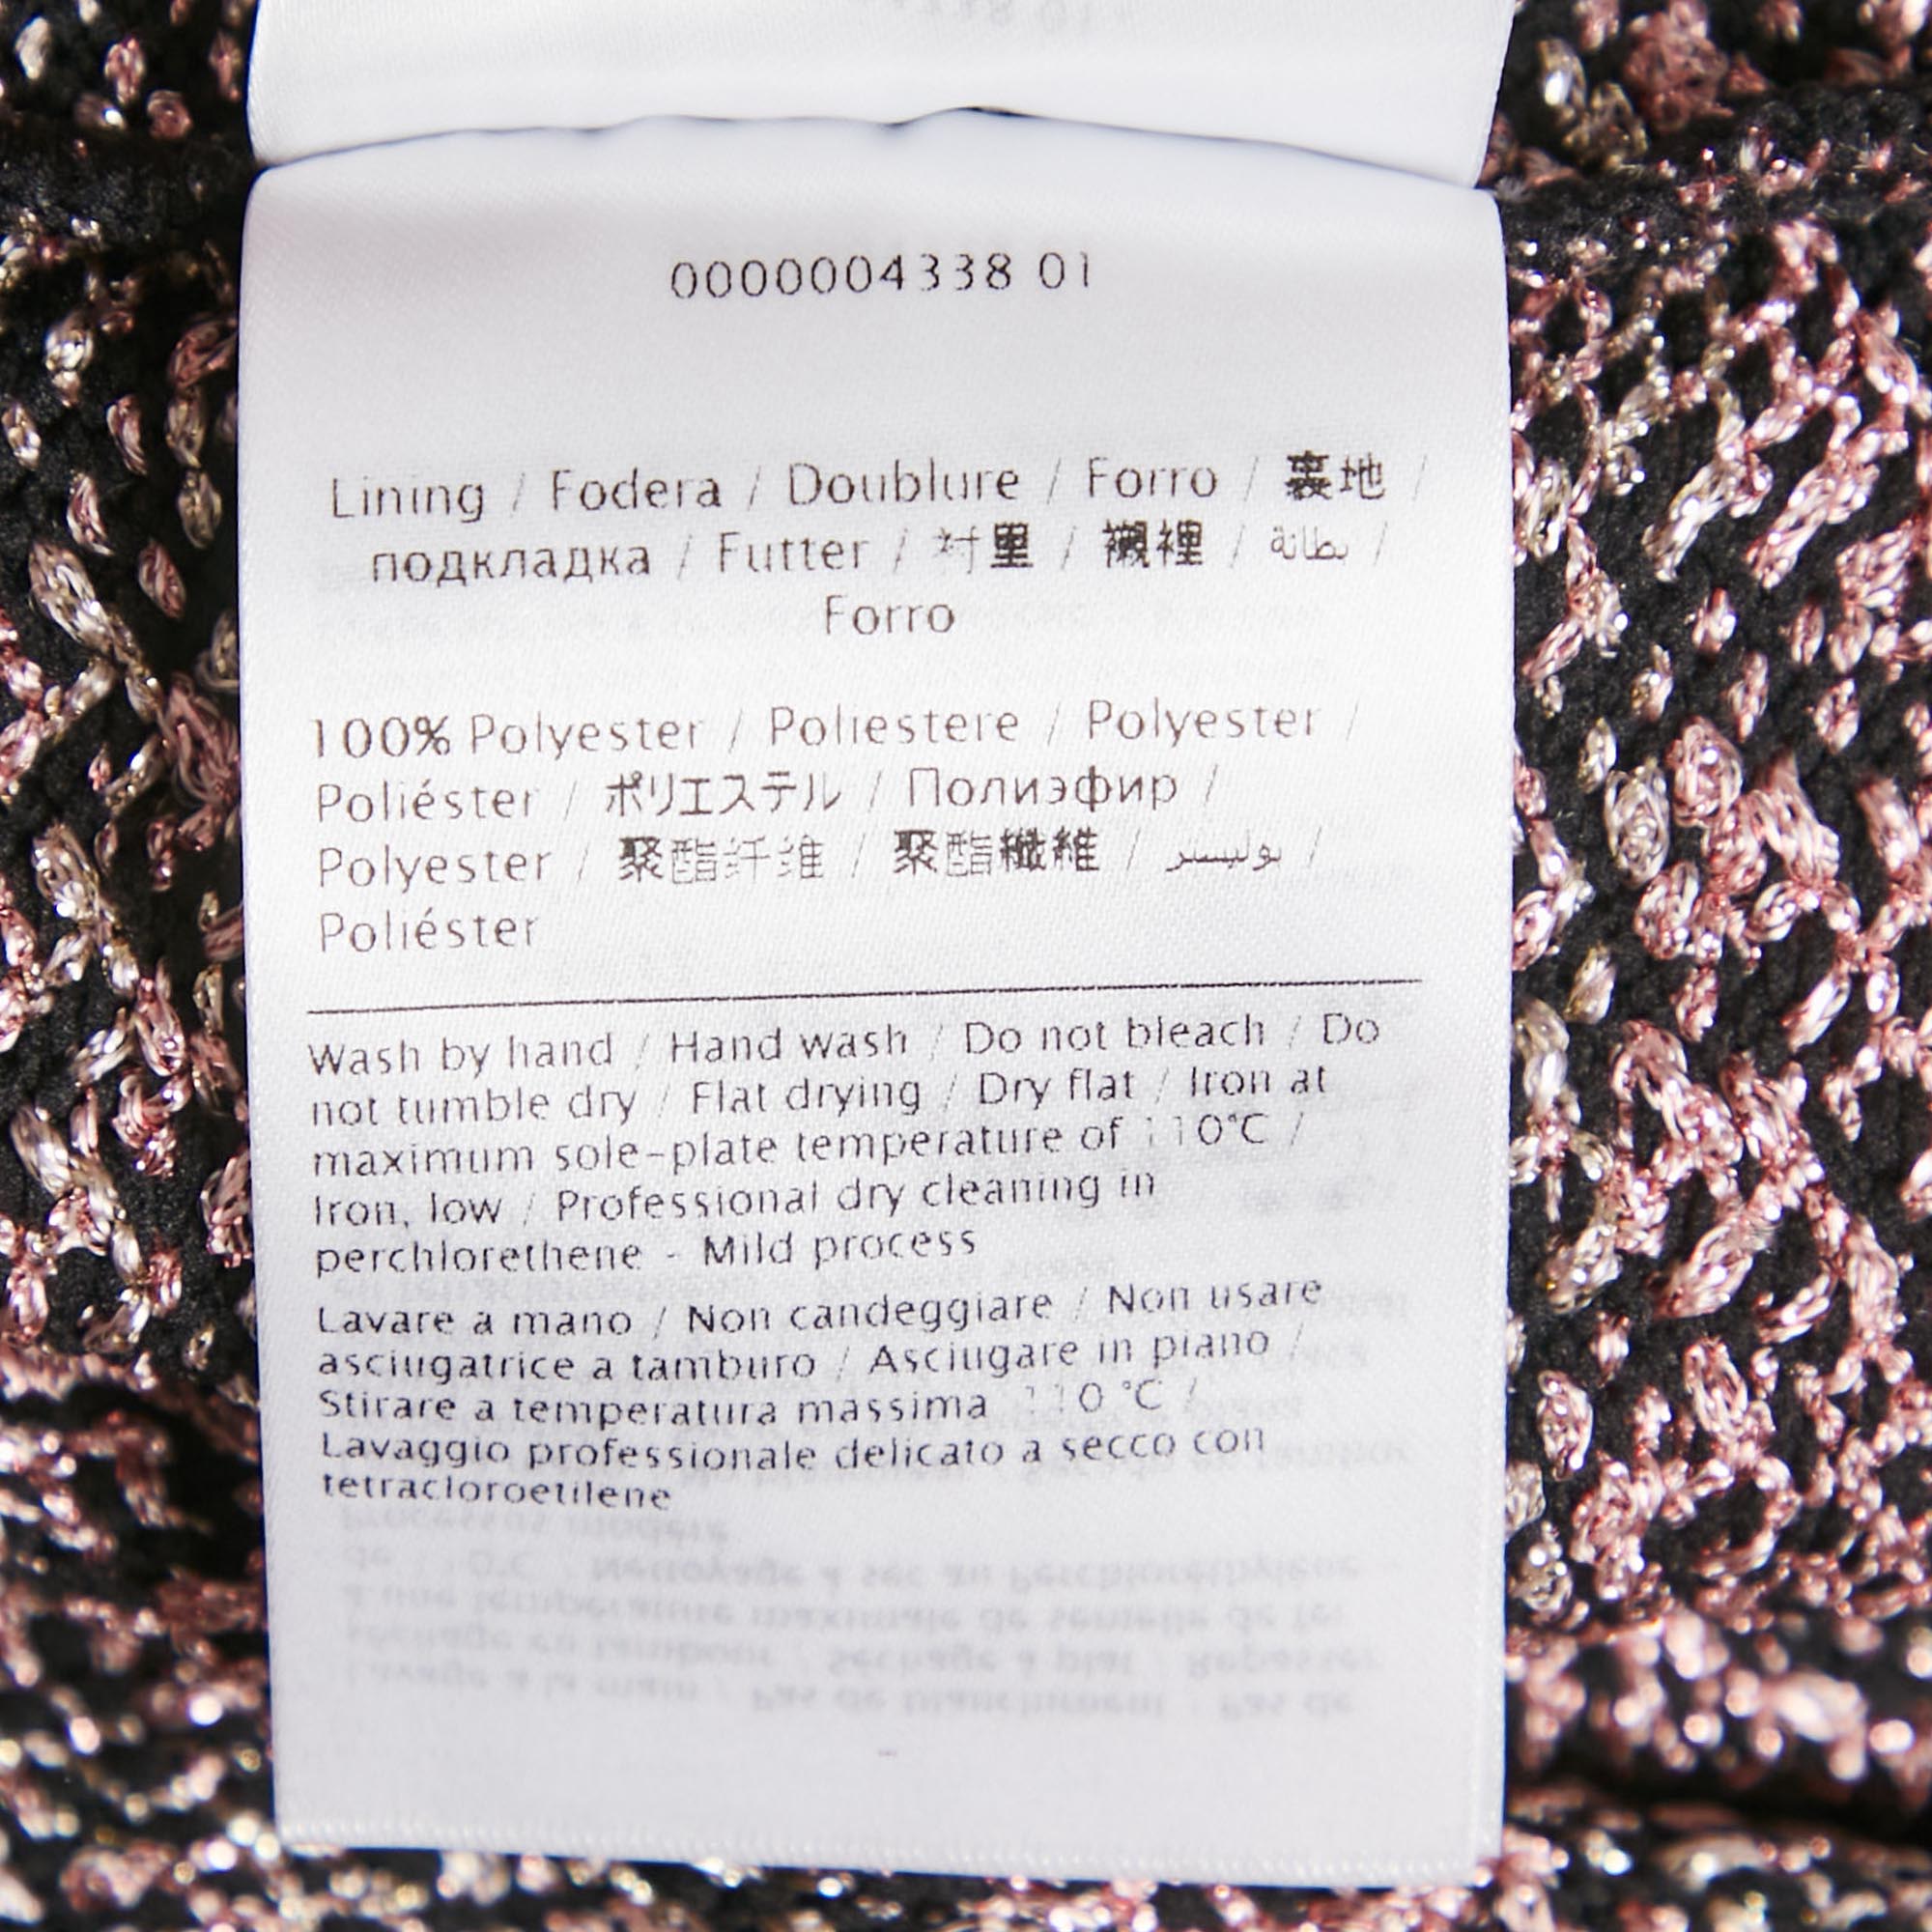 0000004338 01
Lining / Fodera / Doublure / Forro / 裏地 /
подкладка / Futter / 衬里 / 襯裡 / بطانة /
Forro
100% Polyester / Poliestere / Polyester /
Poliéster / ポリエステル / Полиэфир /
Polyester / 聚酯纤维 / 聚酯纖維 / بوليستر /
Poliéster
Wash by hand / Hand wash / Do not bleach / Do
not tumble dry / Flat drying / Dry flat / Iron at
maximum sole-plate temperature of 110°C /
Iron, low / Professional dry cleaning in
perchlorethene - Mild process
Lavare a mano / Non candeggiare / Non usare
asciugatrice a tamburo / Asciugare in piano /
Stirare a temperatura massima 110 °C /
Lavaggio professionale delicato a secco con
tetracloroetilene